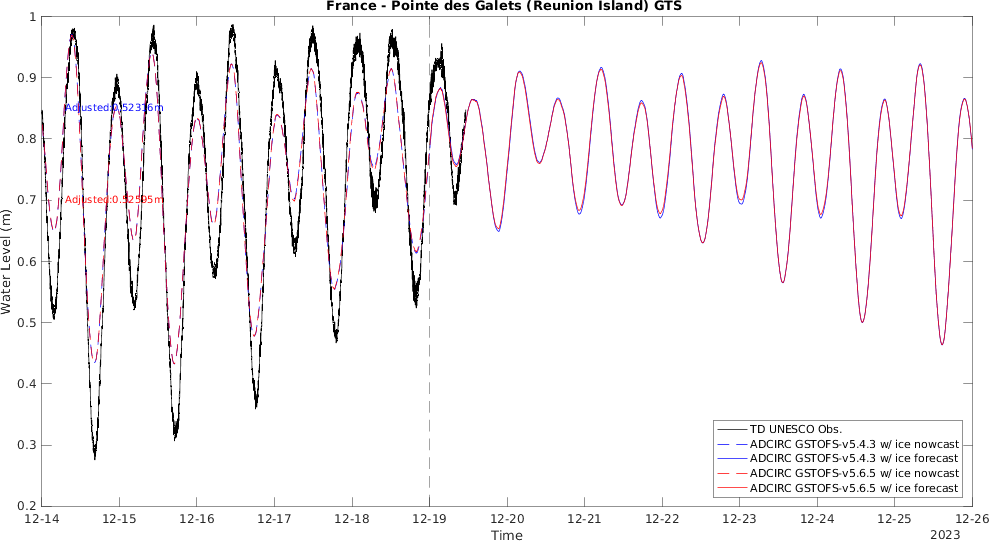 France - Pointe des Galets (Reunion Island) GTS
1
0.9
0.8
0.7
0.6
0.5
0.4
0.3
0.2
Water Level (m)
Adjusted:0.52316m
Adjusted:0.52595m
TD UNESCO Obs.
ADCIRC GSTOFS-v5.4.3 w/ ice nowcast
ADCIRC GSTOFS-v5.4.3 w/ ice forecast
ADCIRC GSTOFS-v5.6.5 w/ ice nowcast
ADCIRC GSTOFS-v5.6.5 w/ ice forecast
12-14 12-15 12-16 12-17 12-18 12-19 12-20 12-21 12-22 12-23 12-24 12-25 12-26
Time
2023